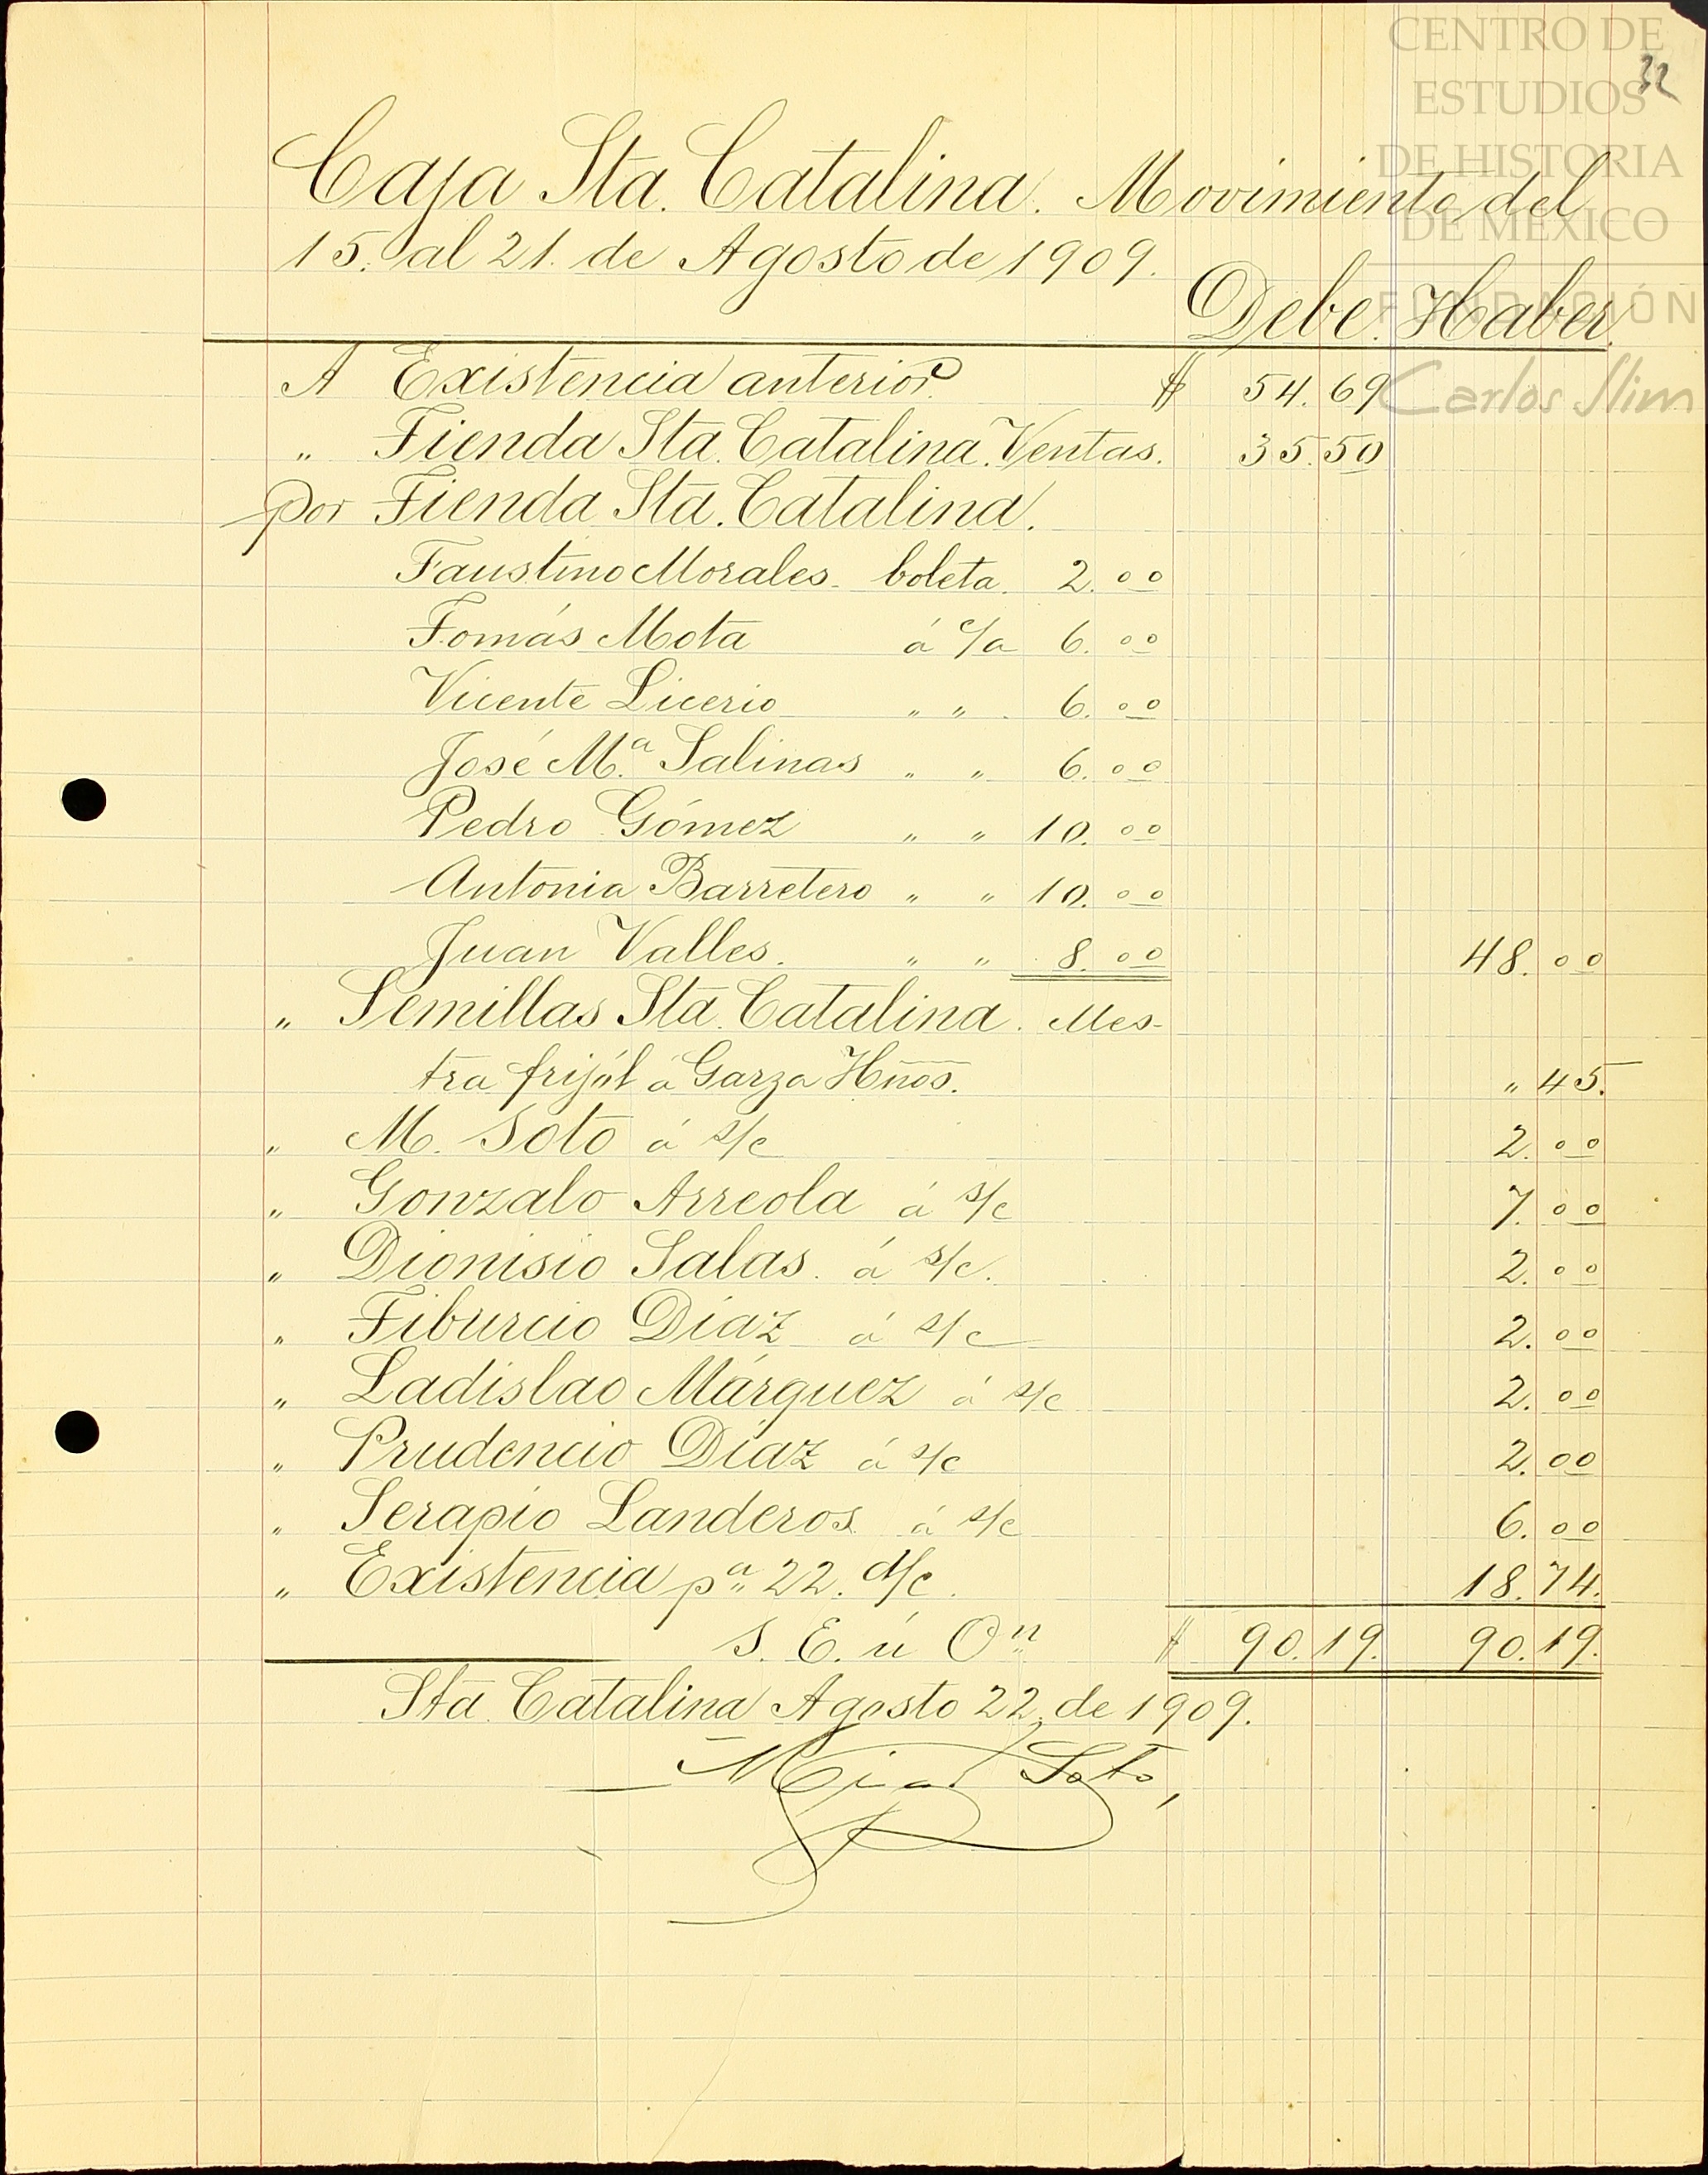 CENTRO DE
ESTUDIOS
DE HISTORIA
DE MÉXICO
FUNDACIÓN
Carlos Slim
32
Caja Sta. Catalina. Movimiento del
15. al 21. de Agosto de 1909.
Debe. Haber.
A Existencia anterior. $ 54.69
" Tienda Sta. Catalina. Ventas. 35.50
por Tienda Sta. Catalina.
Faustino Morales. boleta. 2.00
Tomás Mota á c/a 6.00
Vicente Licerio " " 6.00
José Ma. Salinas " " 6.00
Pedro Gómez " " 10.00
Antonia Barretero " " 10.00
Juan Valles. " " 8.00 48.00
" Semillas Sta. Catalina. Mes-
tra frijól á Garza Hnos. " 45.
" M. Soto á s/c 2.00
" Gonzalo Arreola á s/c 7.00
" Dionisio Salas. á s/c. 2.00
" Tiburcio Díaz á s/c 2.00
" Ladislao Márquez á s/c 2.00
" Prudencio Díaz á s/c 2.00
" Serapio Landeros á s/c 6.00
" Existencia pa. 22. d/c. 18.74.
S. E. ú On. $ 90.19. 90.19.
Sta. Catalina Agosto 22, de 1909.
Soto,